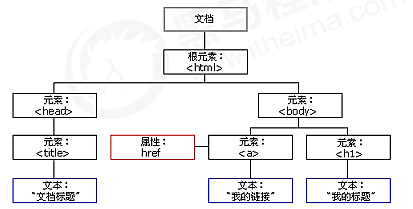 文档
根元素：
<html>
元素：
<head>
元素：
<body>
元素：
<title>
属性：
href
元素：
<a>
元素：
<h1>
文本：
“文档标题”
文本：
“我的链接”
文本：
“我的标题”